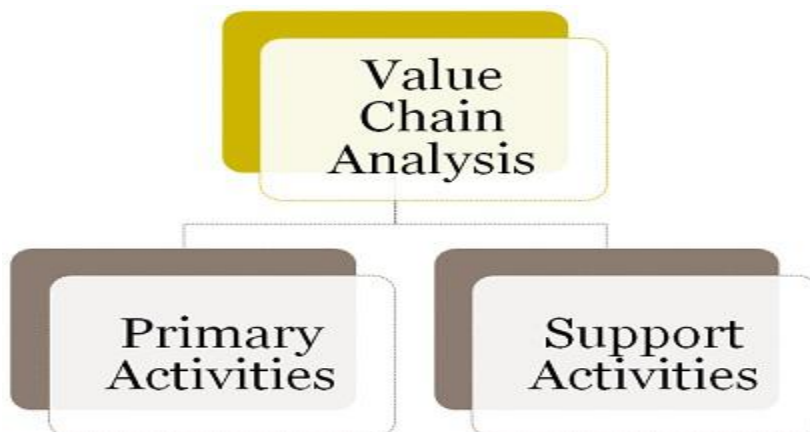 Value
Chain
Analysis
Primary
Activities
Support
Activities